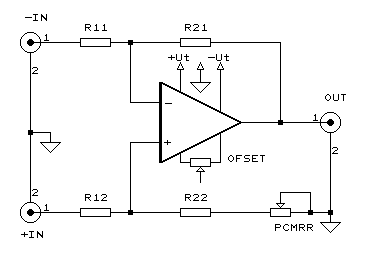 -IN
R11
R21
1
+Ut
-Ut
2
-
OUT
1
+
2
OFSET
2
R12
R22
1
+IN
PCMRR